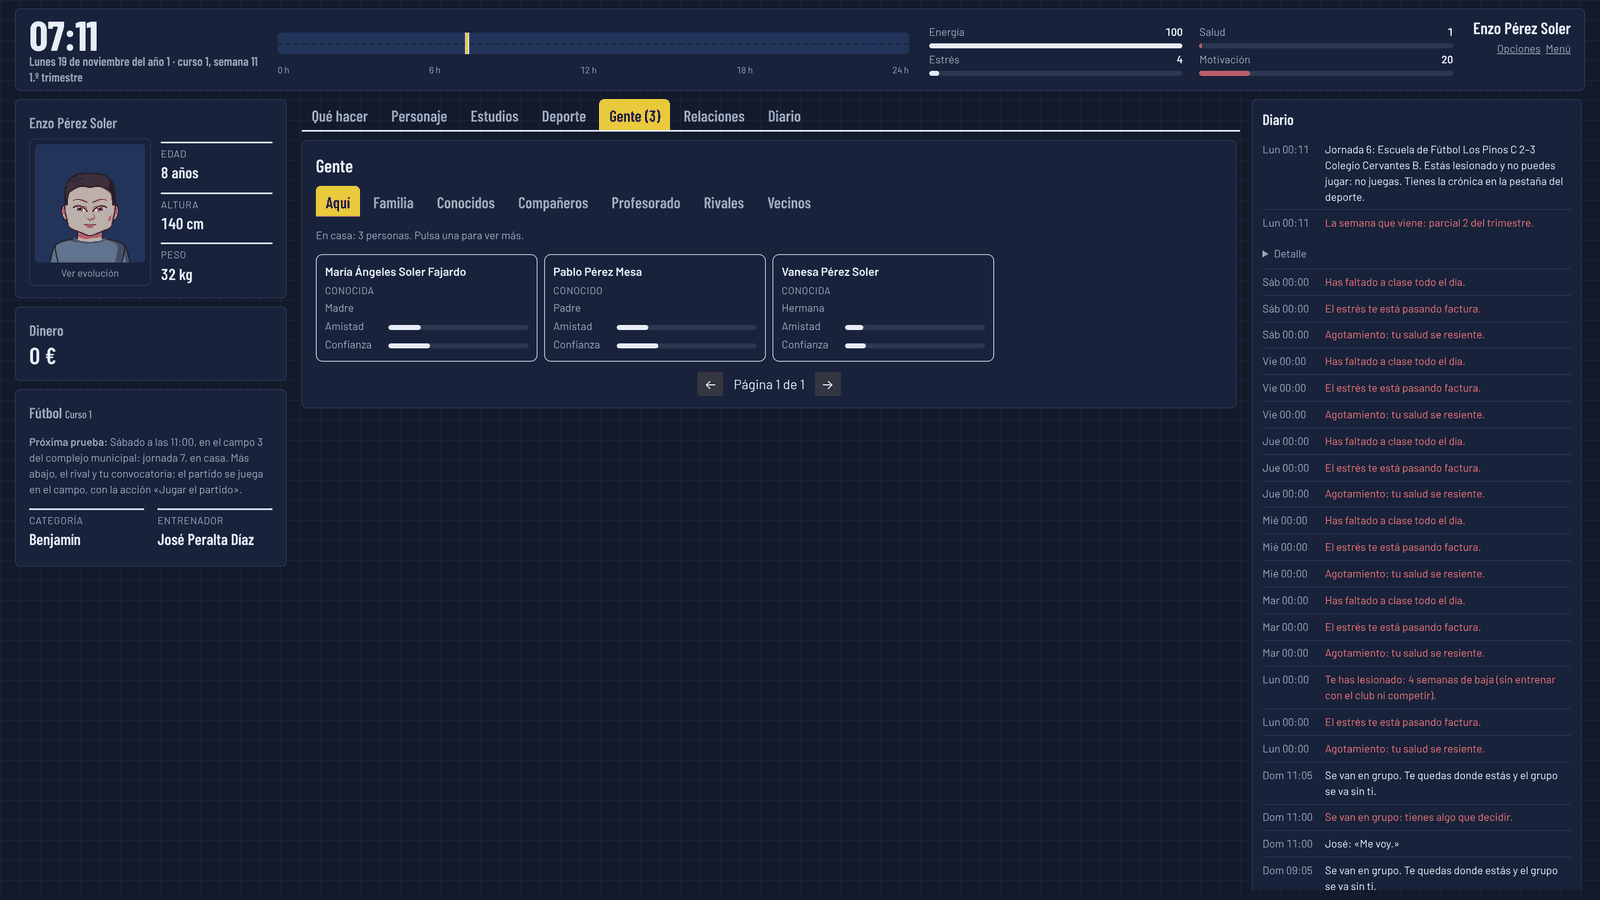 07:11
Lunes 19 de noviembre del año 1 · curso 1, semana 11
1.º trimestre
0 h
6 h
12 h
18 h
24 h
Energía 100
Estrés 4
Salud 1
Motivación 20
Enzo Pérez Soler
Opciones Menú
Enzo Pérez Soler
Ver evolución
EDAD
8 años
ALTURA
140 cm
PESO
32 kg
Dinero
0 €
Fútbol Curso 1
Próxima prueba: Sábado a las 11:00, en el campo 3
del complejo municipal: jornada 7, en casa. Más
abajo, el rival y tu convocatoria; el partido se juega
en el campo, con la acción «Jugar el partido».
CATEGORÍA
Benjamín
ENTRENADOR
José Peralta Díaz
Qué hacer
Personaje
Estudios
Deporte
Gente (3)
Relaciones
Diario
Gente
Aquí
Familia
Conocidos
Compañeros
Profesorado
Rivales
Vecinos
En casa: 3 personas. Pulsa una para ver más.
María Ángeles Soler Fajardo
CONOCIDA
Madre
Amistad
Confianza
Pablo Pérez Mesa
CONOCIDO
Padre
Amistad
Confianza
Vanesa Pérez Soler
CONOCIDA
Hermana
Amistad
Confianza
← Página 1 de 1 →
Diario
Lun 00:11 Jornada 6: Escuela de Fútbol Los Pinos C 2–3
Colegio Cervantes B. Estás lesionado y no puedes
jugar: no juegas. Tienes la crónica en la pestaña del
deporte.
Lun 00:11 La semana que viene: parcial 2 del trimestre.
▶ Detalle
Sáb 00:00 Has faltado a clase todo el día.
Sáb 00:00 El estrés te está pasando factura.
Sáb 00:00 Agotamiento: tu salud se resiente.
Vie 00:00 Has faltado a clase todo el día.
Vie 00:00 El estrés te está pasando factura.
Vie 00:00 Agotamiento: tu salud se resiente.
Jue 00:00 Has faltado a clase todo el día.
Jue 00:00 El estrés te está pasando factura.
Jue 00:00 Agotamiento: tu salud se resiente.
Mié 00:00 Has faltado a clase todo el día.
Mié 00:00 El estrés te está pasando factura.
Mié 00:00 Agotamiento: tu salud se resiente.
Mar 00:00 Has faltado a clase todo el día.
Mar 00:00 El estrés te está pasando factura.
Mar 00:00 Agotamiento: tu salud se resiente.
Lun 00:00 Te has lesionado: 4 semanas de baja (sin entrenar
con el club ni competir).
Lun 00:00 El estrés te está pasando factura.
Lun 00:00 Agotamiento: tu salud se resiente.
Dom 11:05 Se van en grupo. Te quedas donde estás y el grupo
se va sin ti.
Dom 11:00 Se van en grupo: tienes algo que decidir.
Dom 11:00 José: «Me voy.»
Dom 09:05 Se van en grupo. Te quedas donde estás y el grupo
se va sin ti.